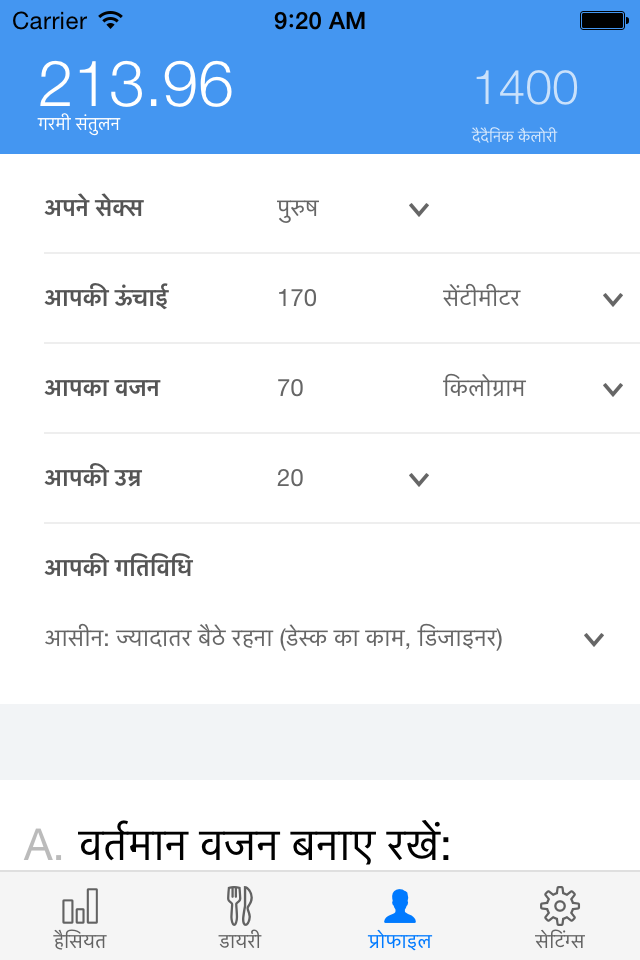 Carrier 9:20 AM
213.96 1400
गरमी संतुलन दैदैनिक कैलोरी
अपने सेक्स पुरुष
आपकी ऊंचाई 170 सेंटीमीटर
आपका वजन 70 किलोग्राम
आपकी उम्र 20
आपकी गतिविधि
आसीन: ज्यादातर बैठे रहना (डेस्क का काम, डिजाइनर)
A. वर्तमान वजन बनाए रखें:
हैसियत डायरी प्रोफाइल सेटिंग्स